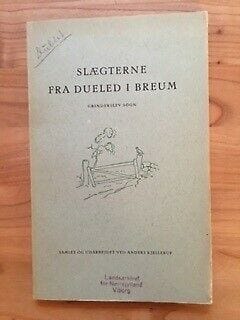 SLÆGTERNE
FRA DUELED I BREUM
GRINDERSLEV SOGN
SAMLET OG UDARBEJDET VED ANDERS KJELLERUP
Landsarkivet
for Nørrejylland
Viborg